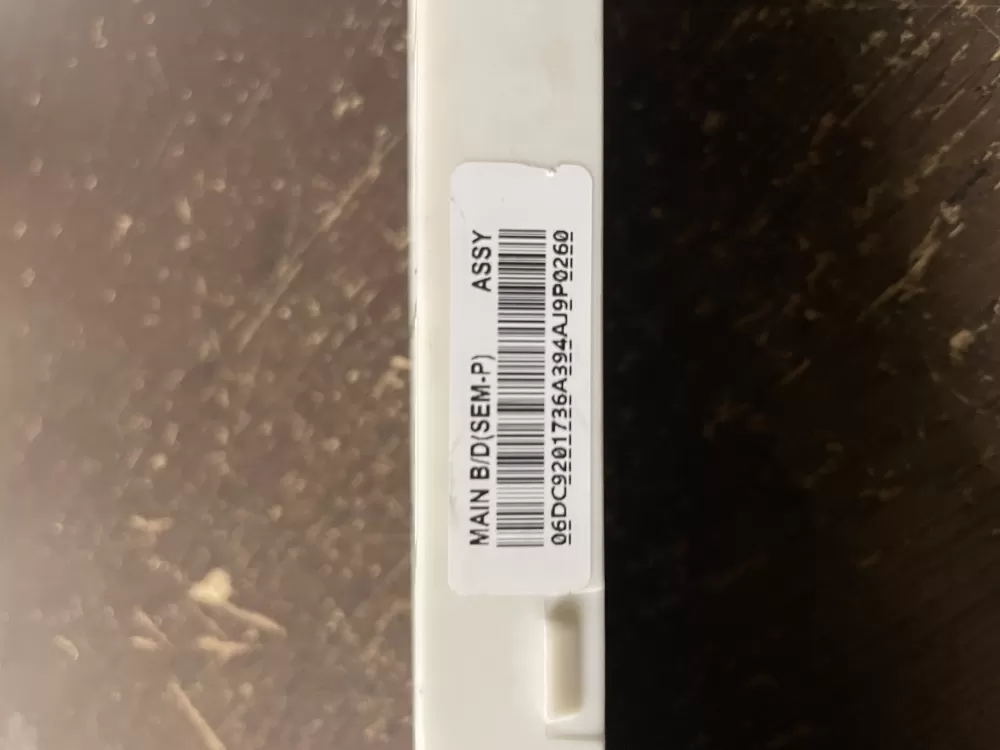 MAIN B/D(SEM-P) ASSY
06DC9201736A394AJ9P0260